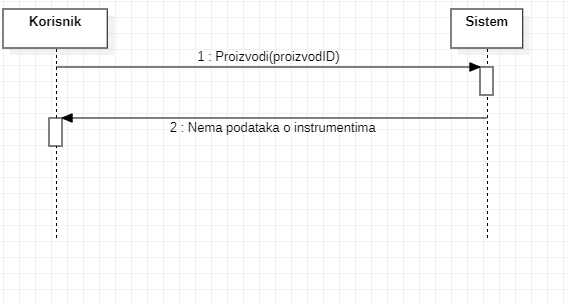 Korisnik
Sistem
1 : Proizvodi(proizvodID)
2 : Nema podataka o instrumentima